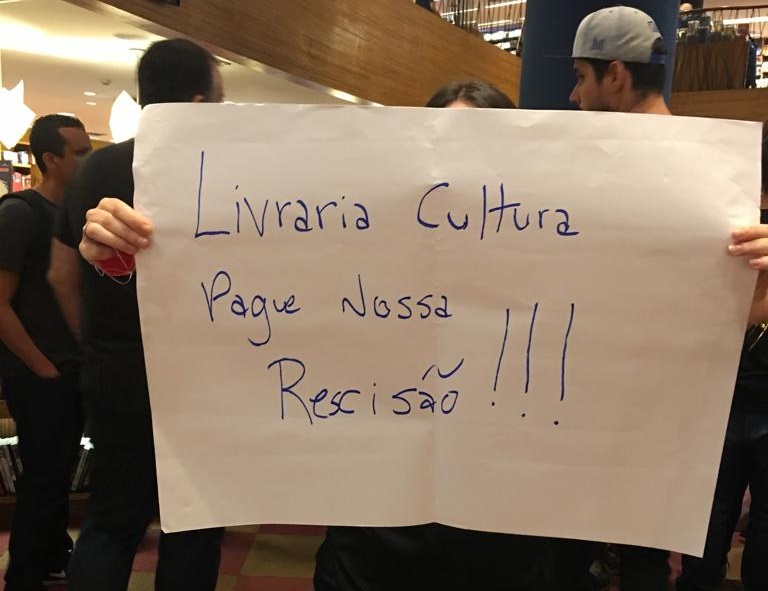 Livraria Cultura
Pague Nossa
Rescisão !!!